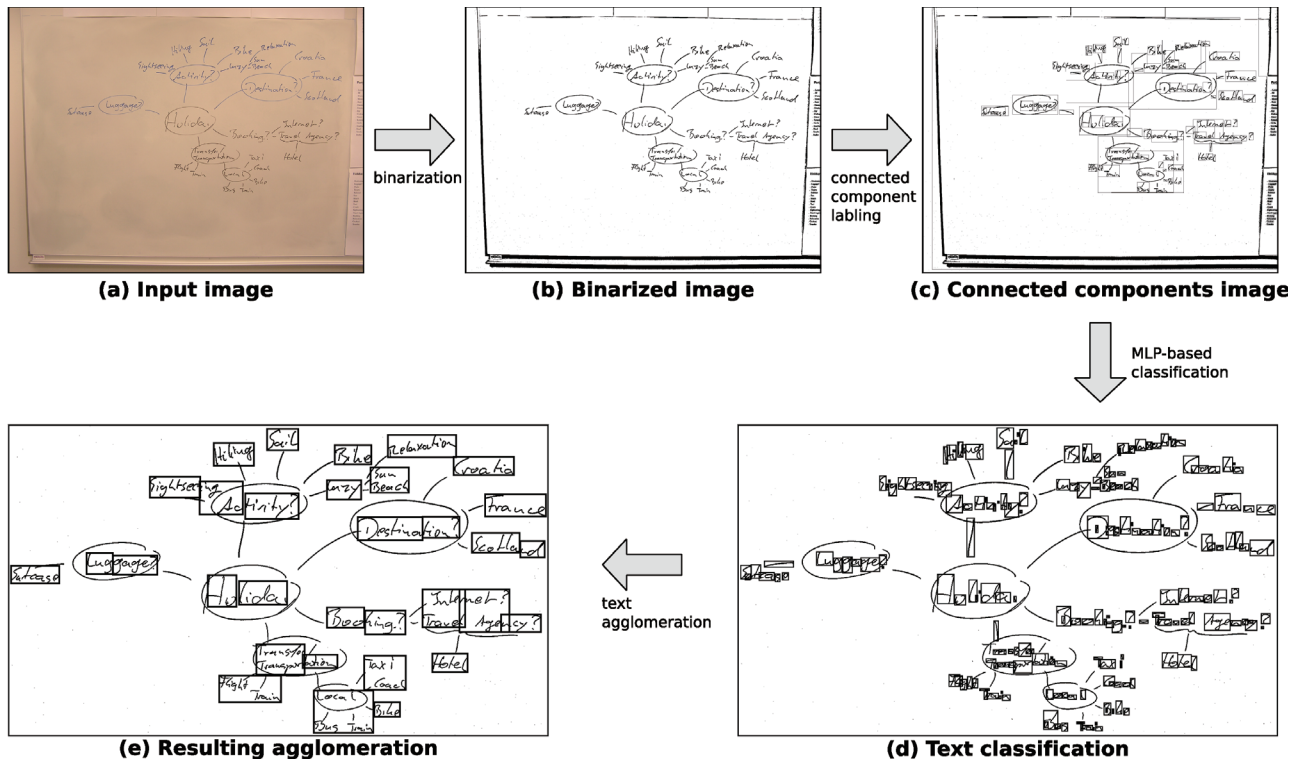 binarization
connected
component
labling
(a) Input image
(b) Binarized image
(c) Connected components image
MLP-based
classification
text
agglomeration
(e) Resulting agglomeration
(d) Text classification
Hiking
Sail
Bike
Relaxation
Sightseeing
Activity?
Lazy
Sun
Beach
Croatia
Destination?
France
Scotland
Suitcase
Luggage?
Holiday
Booking?
Internet?
Travel Agency?
Hotel
Transfer/
Transportation
Flight
Train
Taxi
Coach
Local
Bike
Bus
Train